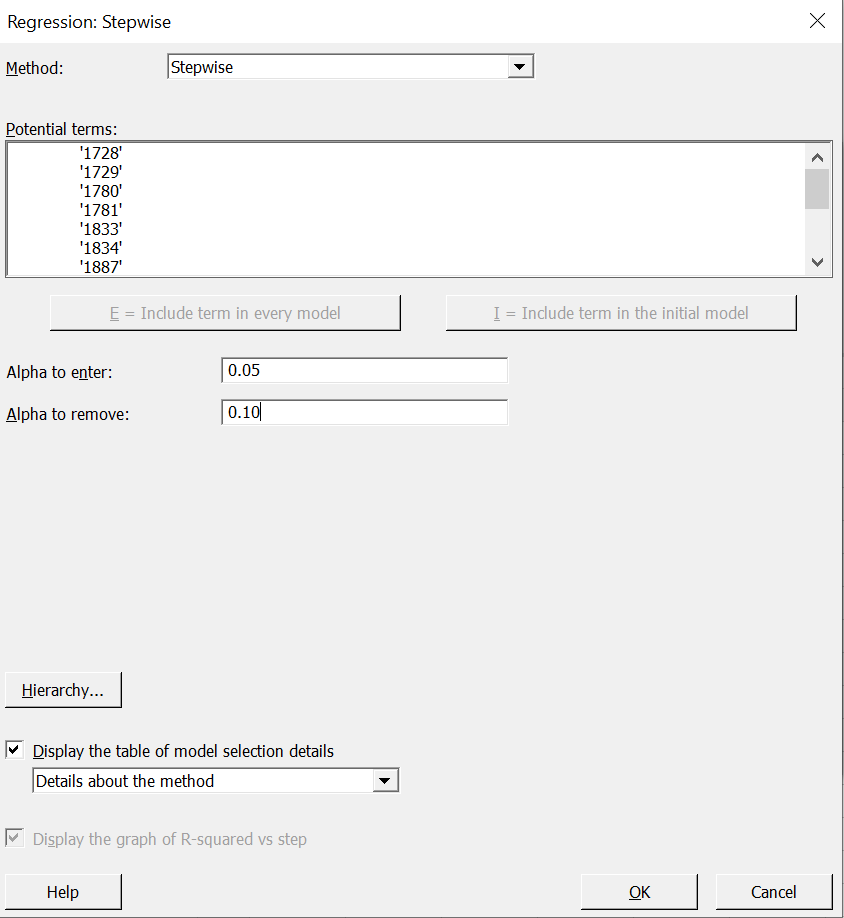 Regression: Stepwise
Method:
Stepwise
Potential terms:
'1728'
'1729'
'1780'
'1781'
'1833'
'1834'
'1887'
E = Include term in every model
I = Include term in the initial model
Alpha to enter:
0.05
Alpha to remove:
0.10
Hierarchy...
Display the table of model selection details
Details about the method
Display the graph of R-squared vs step
Help
OK
Cancel